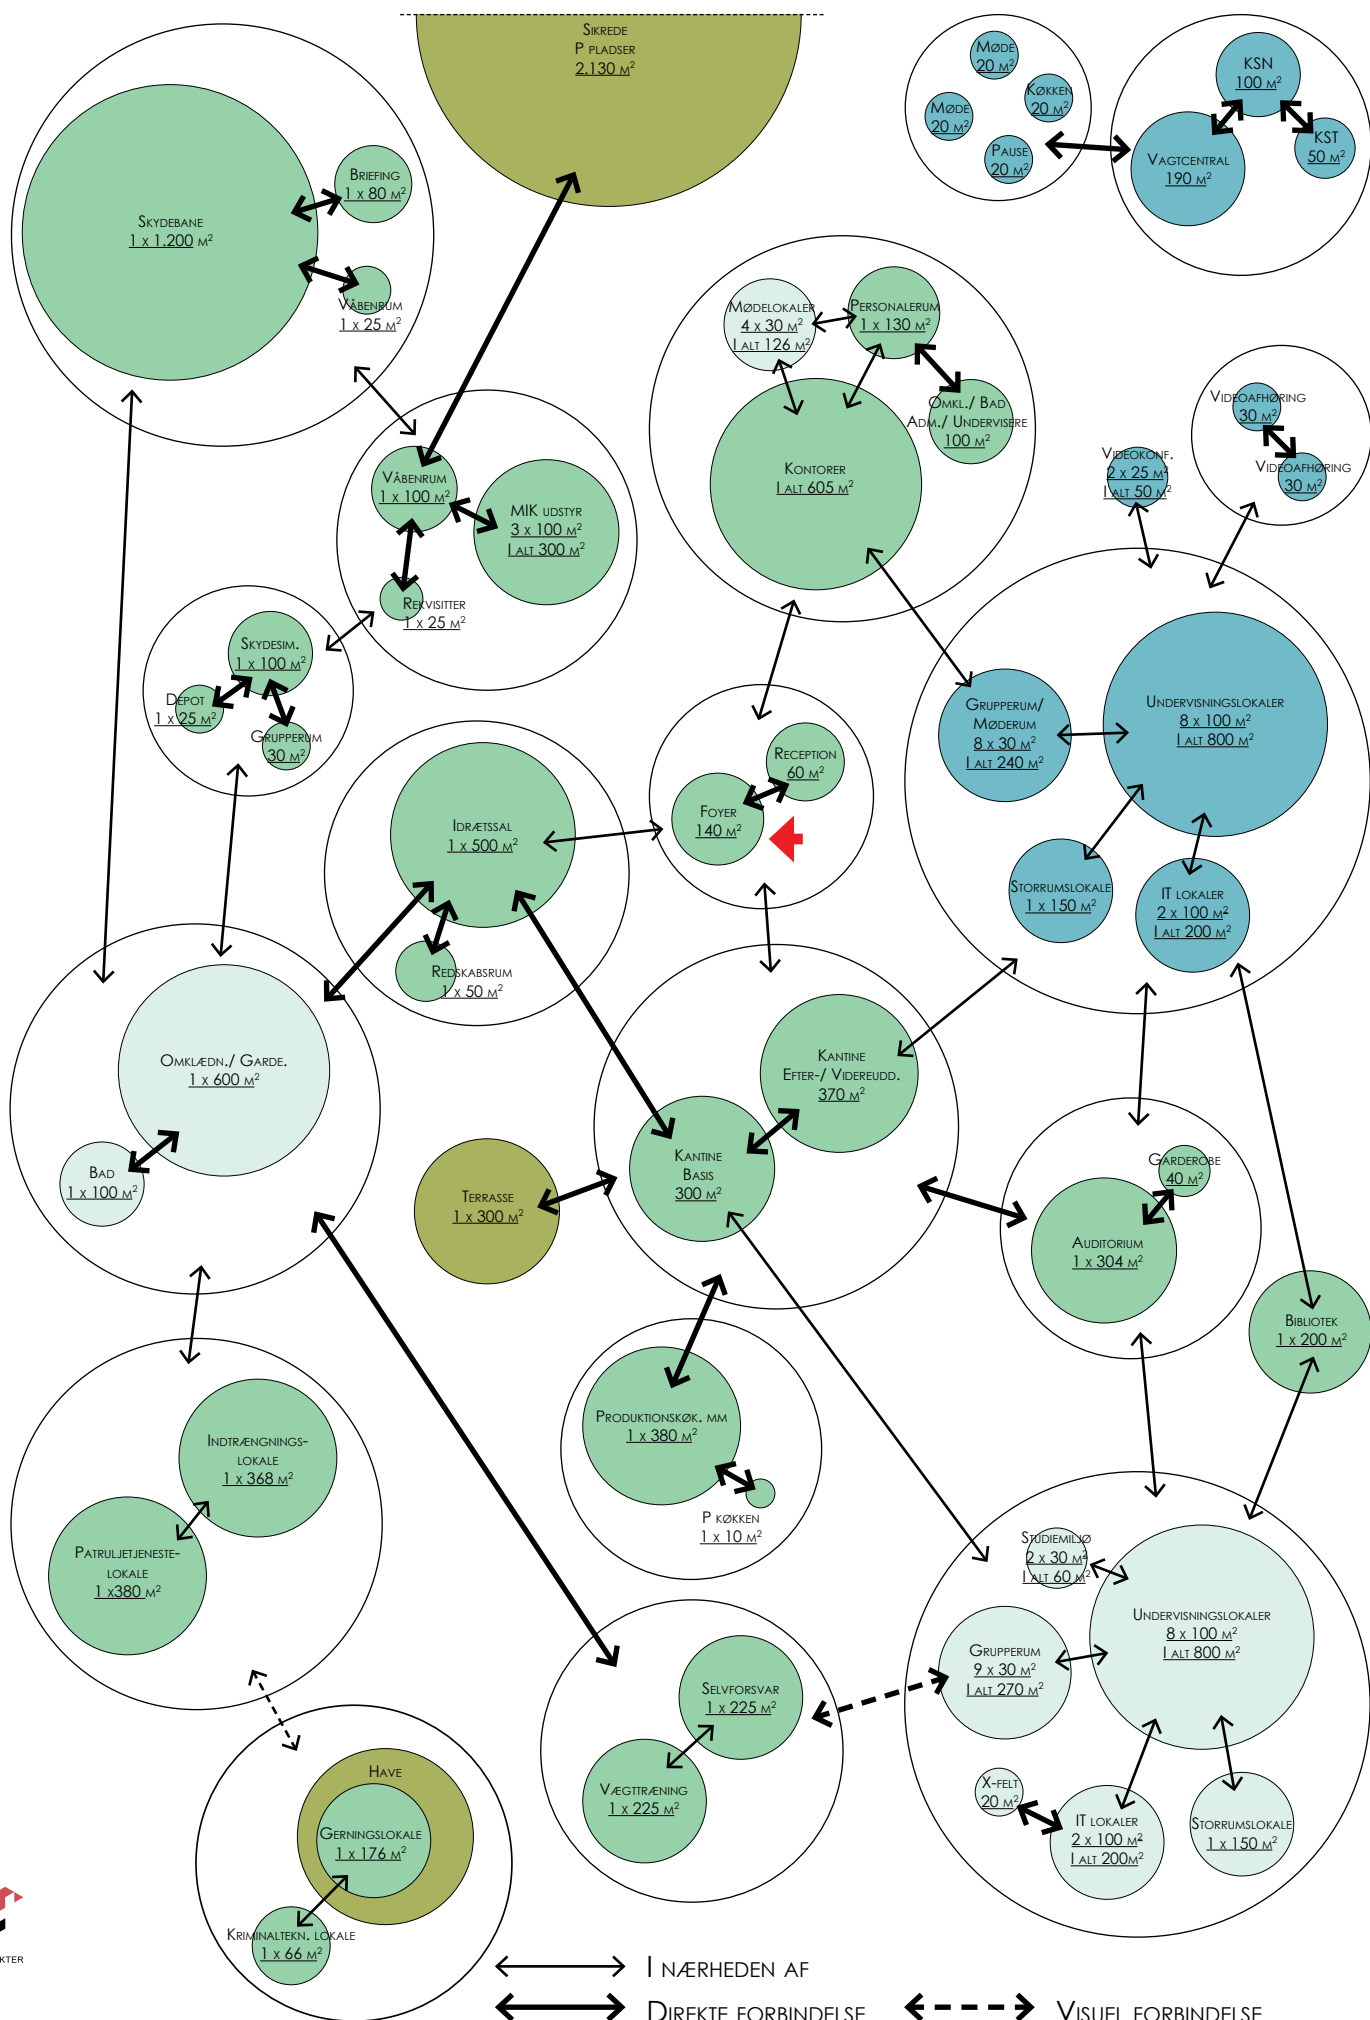 Sikrede
P pladser
2.130 m²
Møde
20 m²
Køkken
20 m²
Møde
20 m²
Pause
20 m²
KSN
100 m²
KST
50 m²
Vagtcentral
190 m²
Briefing
1 x 80 m²
Skydebane
1 x 1.200 m²
Våbenrum
1 x 25 m²
Mødelokaler
4 x 30 m²
I alt 126 m²
Personalerum
1 x 130 m²
Omkl./ Bad
Adm./ Undervisere
100 m²
Kontorer
I alt 605 m²
Videoafhøring
30 m²
Videoafhøring
30 m²
Videokonf.
2 x 25 m²
I alt 50 m²
Våbenrum
1 x 100 m²
MIK udstyr
3 x 100 m²
I alt 300 m²
Rekvisitter
1 x 25 m²
Skydesim.
1 x 100 m²
Depot
1 x 25 m²
Grupperum
30 m²
Grupperum/
Møderum
8 x 30 m²
I alt 240 m²
Undervisningslokaler
8 x 100 m²
I alt 800 m²
Storrumslokale
1 x 150 m²
IT lokaler
2 x 100 m²
I alt 200 m²
Reception
60 m²
Foyer
140 m²
Idrætssal
1 x 500 m²
Redskabsrum
1 x 50 m²
Omklædn./ Garde.
1 x 600 m²
Bad
1 x 100 m²
Kantine
Efter-/ Videreudd.
370 m²
Kantine
Basis
300 m²
Terrasse
1 x 300 m²
Garderobe
40 m²
Auditorium
1 x 304 m²
Bibliotek
1 x 200 m²
Produktionskøk. mm
1 x 380 m²
P køkken
1 x 10 m²
Indtrængnings-
lokale
1 x 368 m²
Patruljetjeneste-
lokale
1 x380 m²
Studiemiljø
2 x 30 m²
I alt 60 m²
Undervisningslokaler
8 x 100 m²
I alt 800 m²
Grupperum
9 x 30 m²
I alt 270 m²
X-felt
20 m²
IT lokaler
2 x 100 m²
I alt 200m²
Storrumslokale
1 x 150 m²
Selvforsvar
1 x 225 m²
Vægttræning
1 x 225 m²
Have
Gerningslokale
1 x 176 m²
Kriminaltekn. lokale
1 x 66 m²
KTER
I nærheden af
Direkte forbindelse
Visuel forbindelse